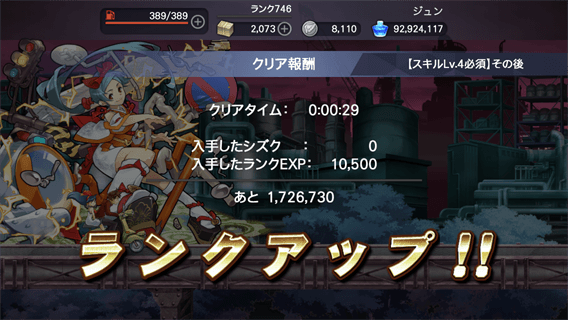 ランク746
ジュン
389/389
2,073
8,110
92,924,117
クリア報酬
【スキルLv.4必須】その後
クリアタイム: 0:00:29
入手したシズク : 0
入手したランクEXP: 10,500
あと 1,726,730
ランクアップ!!